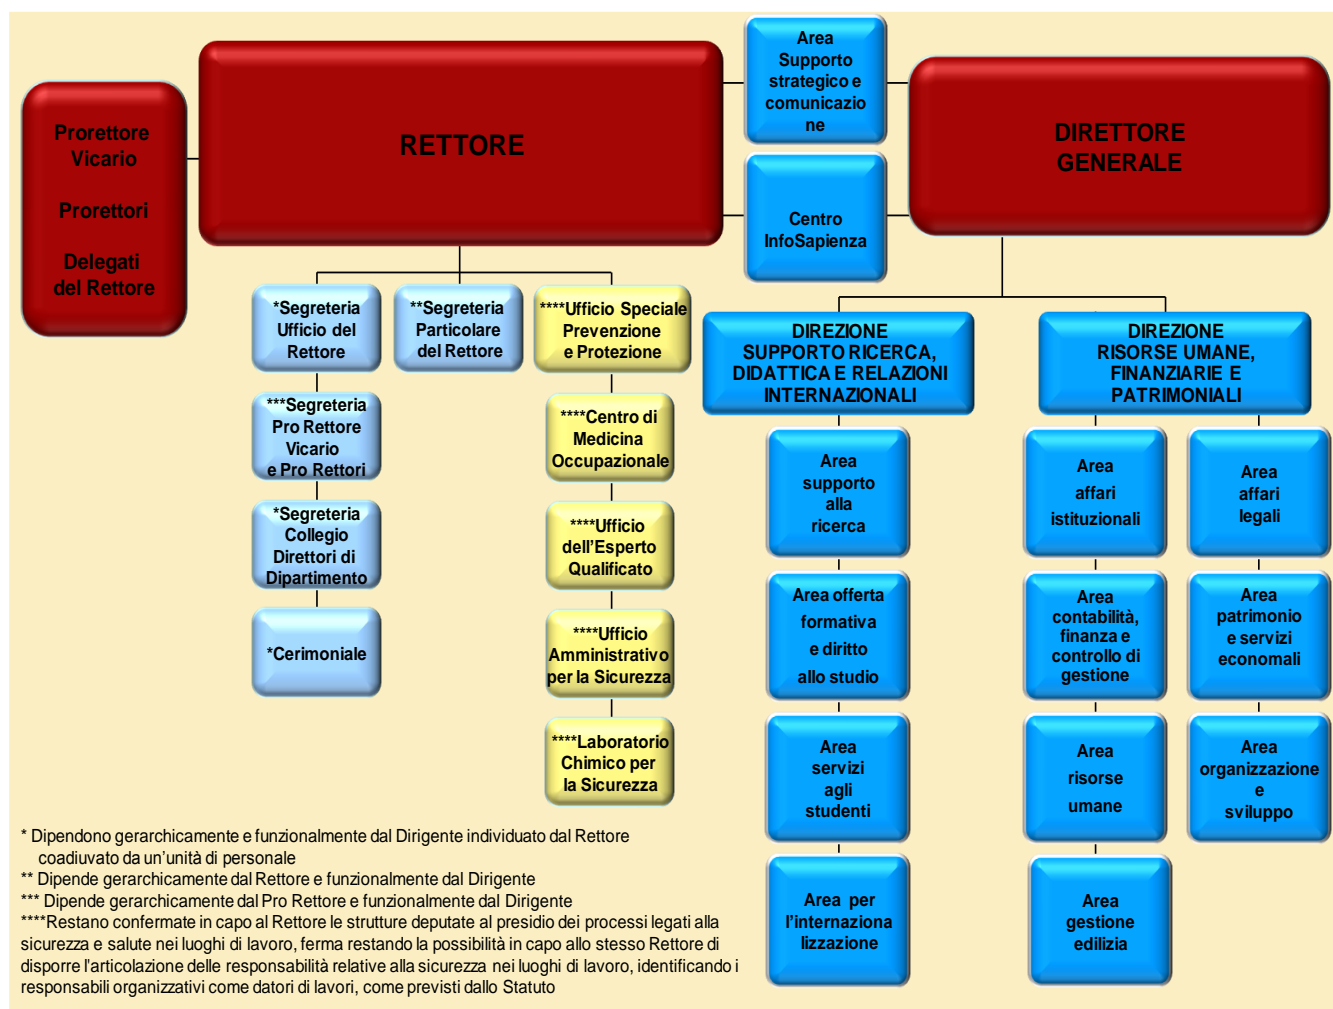 Prorettore
Vicario
Prorettori
Delegati
del Rettore
RETTORE
Area
Supporto
strategico e
comunicazio
ne
Centro
InfoSapienza
DIRETTORE
GENERALE
*Segreteria
Ufficio del
Rettore
***Segreteria
Pro Rettore
Vicario
e Pro Rettori
*Segreteria
Collegio
Direttori di
Dipartimento
*Cerimoniale
**Segreteria
Particolare
del Rettore
****Ufficio Speciale
Prevenzione
e Protezione
****Centro di
Medicina
Occupazionale
****Ufficio
dell'Esperto
Qualificato
****Ufficio
Amministrativo
per la Sicurezza
****Laboratorio
Chimico per
la Sicurezza
DIREZIONE
SUPPORTO RICERCA,
DIDATTICA E RELAZIONI
INTERNAZIONALI
Area
supporto
alla
ricerca
Area offerta
formativa
e diritto
allo studio
Area
servizi
agli
studenti
Area per
l'internaziona
lizzazione
DIREZIONE
RISORSE UMANE,
FINANZIARIE E
PATRIMONIALI
Area
affari
istituzionali
Area
contabilità,
finanza e
controllo di
gestione
Area
risorse
umane
Area
gestione
edilizia
Area
affari
legali
Area
patrimonio
e servizi
economali
Area
organizzazione
e
sviluppo
* Dipendono gerarchicamente e funzionalmente dal Dirigente individuato dal Rettore
coadiuvato da un'unità di personale
** Dipende gerarchicamente dal Rettore e funzionalmente dal Dirigente
*** Dipende gerarchicamente dal Pro Rettore e funzionalmente dal Dirigente
****Restano confermate in capo al Rettore le strutture deputate al presidio dei processi legati alla
sicurezza e salute nei luoghi di lavoro, ferma restando la possibilità in capo allo stesso Rettore di
disporre l'articolazione delle responsabilità relative alla sicurezza nei luoghi di lavoro, identificando i
responsabili organizzativi come datori di lavori, come previsti dallo Statuto